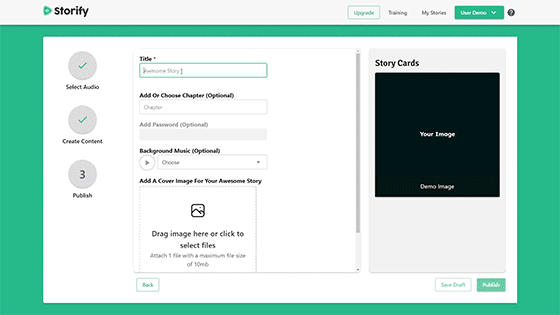 Storify
Upgrade
Training
My Stories
User Demo
?
Select Audio
Create Content
3
Publish
Title *
Awesome Story
Add Or Choose Chapter (Optional)
Chapter
Add Password (Optional)
Background Music (Optional)
Choose
Add A Cover Image For Your Awesome Story
Drag image here or click to
select files
Attach 1 file with a maximum file size
of 10mb
Back
Story Cards
Your Image
Demo Image
Save Draft
Publish